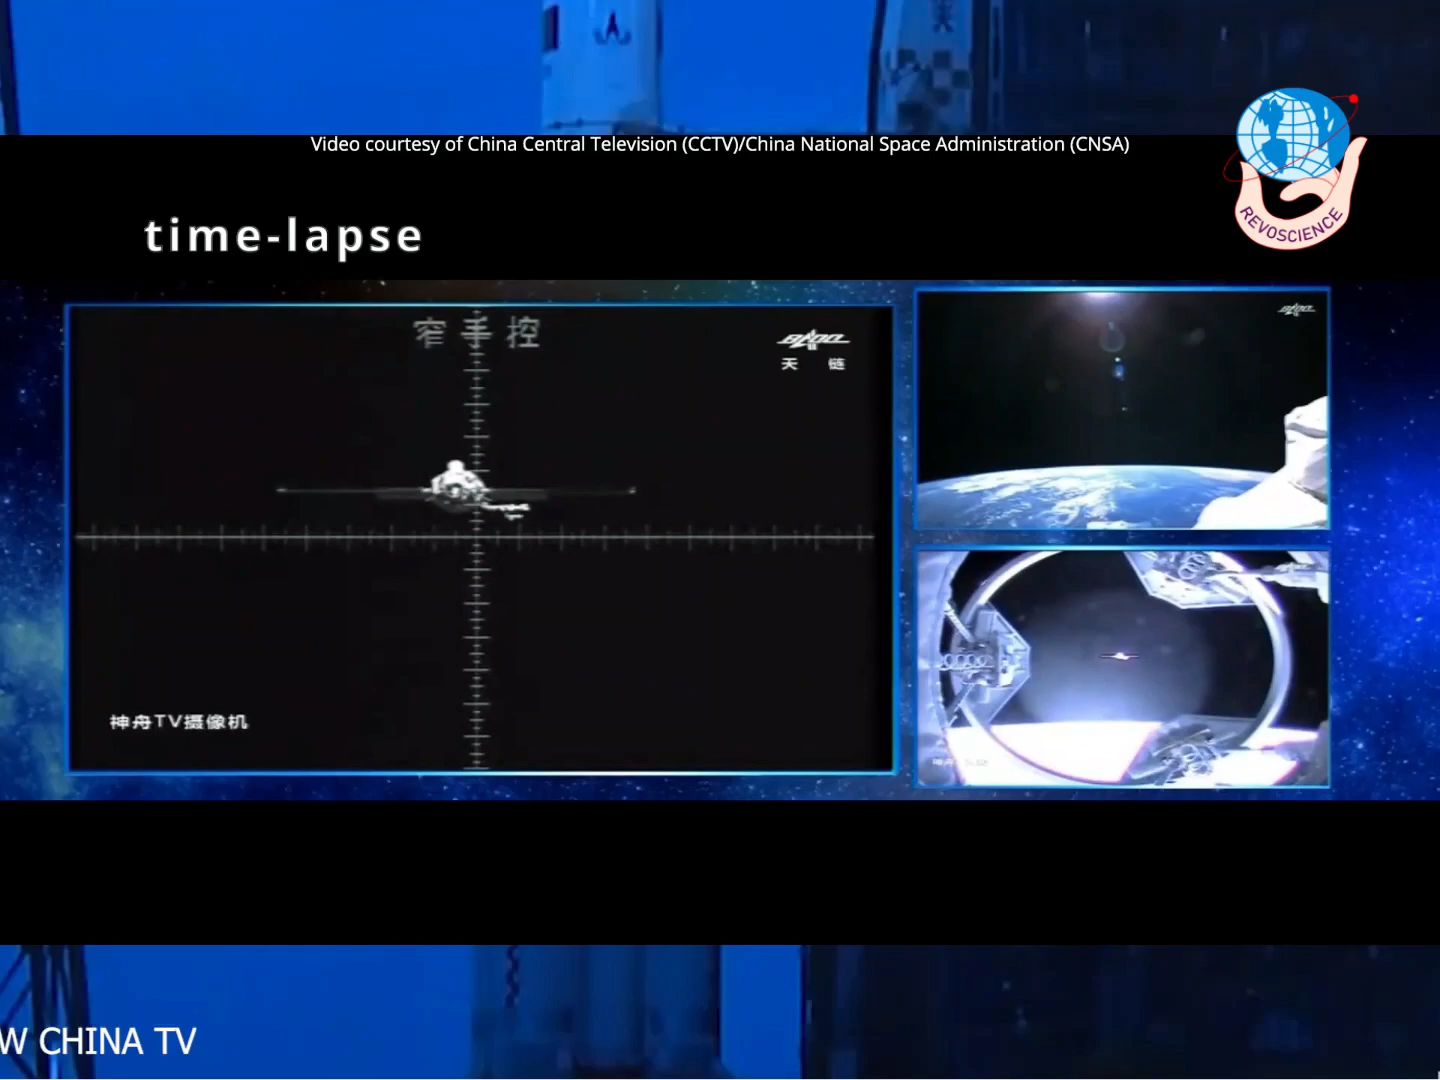 Video courtesy of China Central Television (CCTV)/China National Space Administration (CNSA)
REVOSCIENCE
time-lapse
窄手控
天链
神舟TV摄像机
W CHINA TV